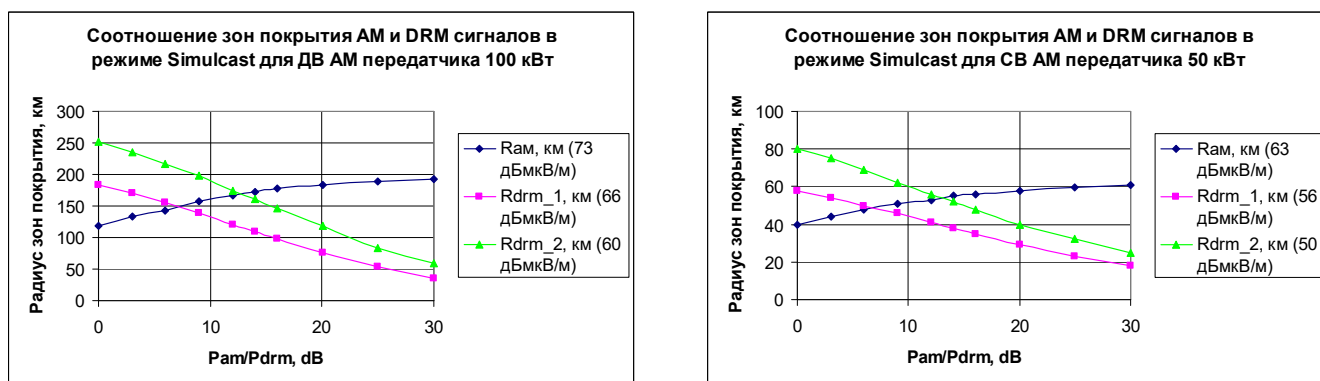 Соотношение зон покрытия АМ и DRM сигналов в
режиме Simulcast для ДВ АМ передатчика 100 кВт
Радиус зон покрытия, км
300
250
200
150
100
50
0
0
10
20
30
Pam/Pdrm, dB
Rам, км (73
дБмкВ/м)
Rdrm_1, км (66
дБмкВ/м)
Rdrm_2, км (60
дБмкВ/м)
Соотношение зон покрытия АМ и DRM сигналов в
режиме Simulcast для СВ АМ передатчика 50 кВт
Радиус зон покрытия, км
100
80
60
40
20
0
0
10
20
30
Pam/Pdrm, dB
Rам, км (63
дБмкВ/м)
Rdrm_1, км (56
дБмкВ/м)
Rdrm_2, км (50
дБмкВ/м)